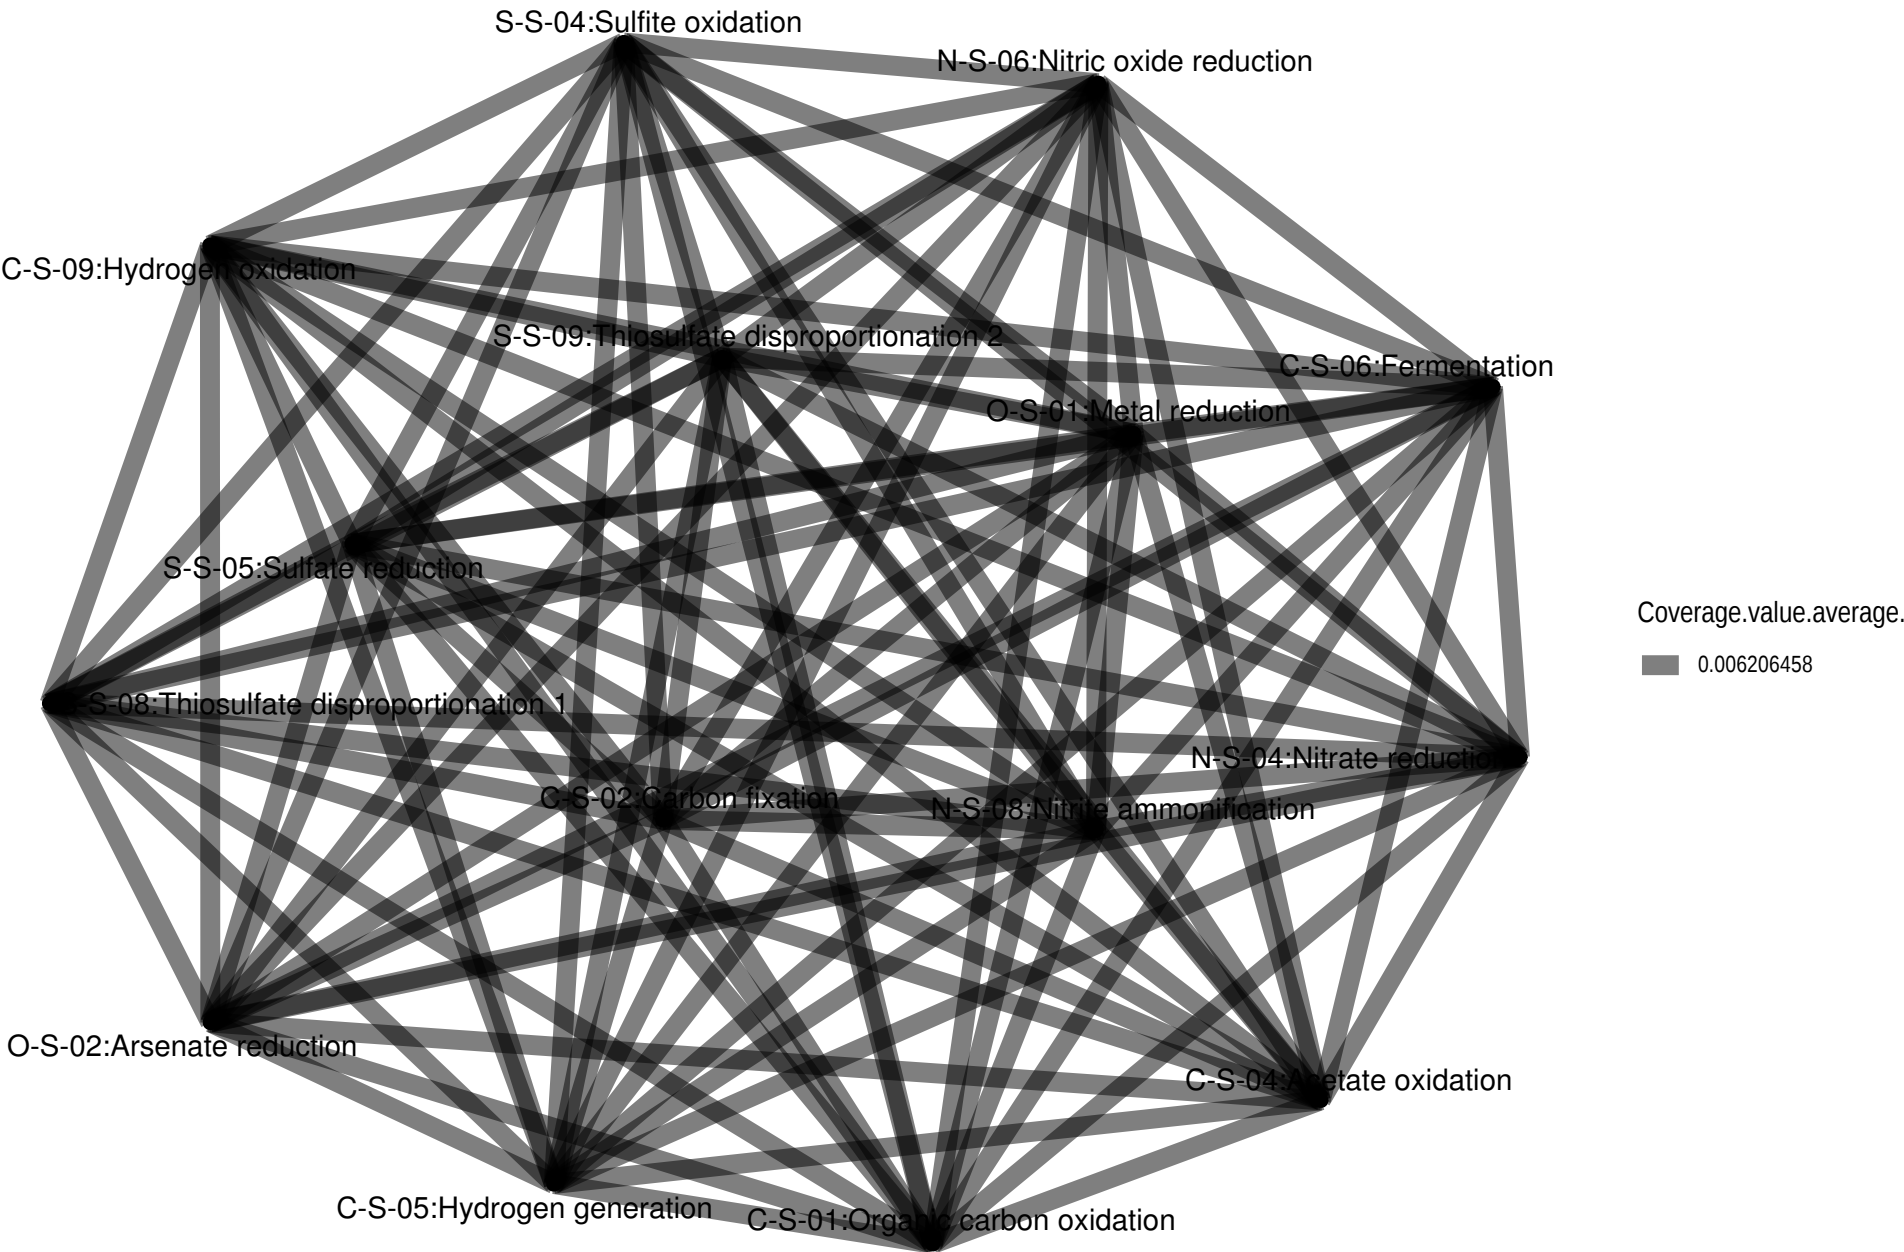 S-S-04:Sulfite oxidation
N-S-06:Nitric oxide reduction
C-S-09:Hydrogen oxidation
S-S-09:Thiosulfate disproportionation 2
C-S-06:Fermentation
O-S-01:Metal reduction
S-S-05:Sulfate reduction
Coverage.value.average.
0.006206458
S-08:Thiosulfate disproportionation 1
N-S-04:Nitrate reduction
C-S-02:Carbon fixation
N-S-08:Nitrite ammonification
O-S-02:Arsenate reduction
C-S-04:Acetate oxidation
C-S-05:Hydrogen generation
C-S-01:Organic carbon oxidation